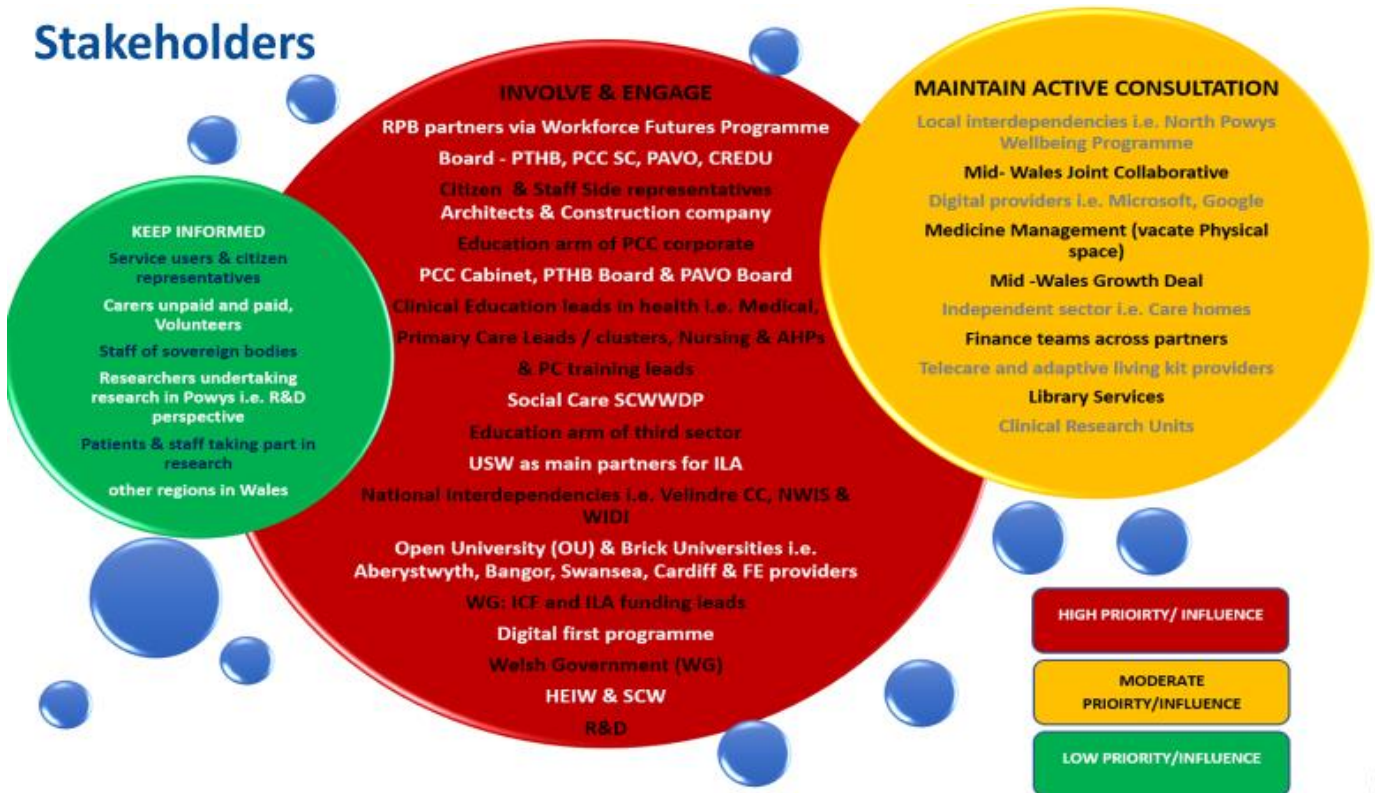 Stakeholders
KEEP INFORMED
Service users & citizen
representatives
Carers unpaid and paid,
Volunteers
Staff of sovereign bodies
Researchers undertaking
research in Powys i.e. R&D
perspective
Patients & staff taking part in
research
other regions in Wales
INVOLVE & ENGAGE
RPB partners via Workforce Futures Programme
Board - PTHB, PCC SC, PAVO, CREDU
Citizen & Staff Side representatives
Architects & Construction company
Education arm of PCC corporate
PCC Cabinet, PTHB Board & PAVO Board
Clinical Education leads in health i.e. Medical,
Primary Care Leads / clusters, Nursing & AHPs
& PC training leads
Social Care SCWWDP
Education arm of third sector
USW as main partners for ILA
National interdependencies i.e. Velindre CC, NWIS &
WIDI
Open University (OU) & Brick Universities i.e.
Aberystwyth, Bangor, Swansea, Cardiff & FE providers
WG: ICF and ILA funding leads
Digital first programme
Welsh Government (WG)
HEIW & SCW
R&D
MAINTAIN ACTIVE CONSULTATION
Local interdependencies i.e. North Powys
Wellbeing Programme
Mid- Wales Joint Collaborative
Digital providers i.e. Microsoft, Google
Medicine Management (vacate Physical
space)
Mid -Wales Growth Deal
Independent sector i.e. Care homes
Finance teams across partners
Telecare and adaptive living kit providers
Library Services
Clinical Research Units
HIGH PRIOIRTY/ INFLUENCE
MODERATE
PRIOIRTY/INFLUENCE
LOW PRIORITY/INFLUENCE